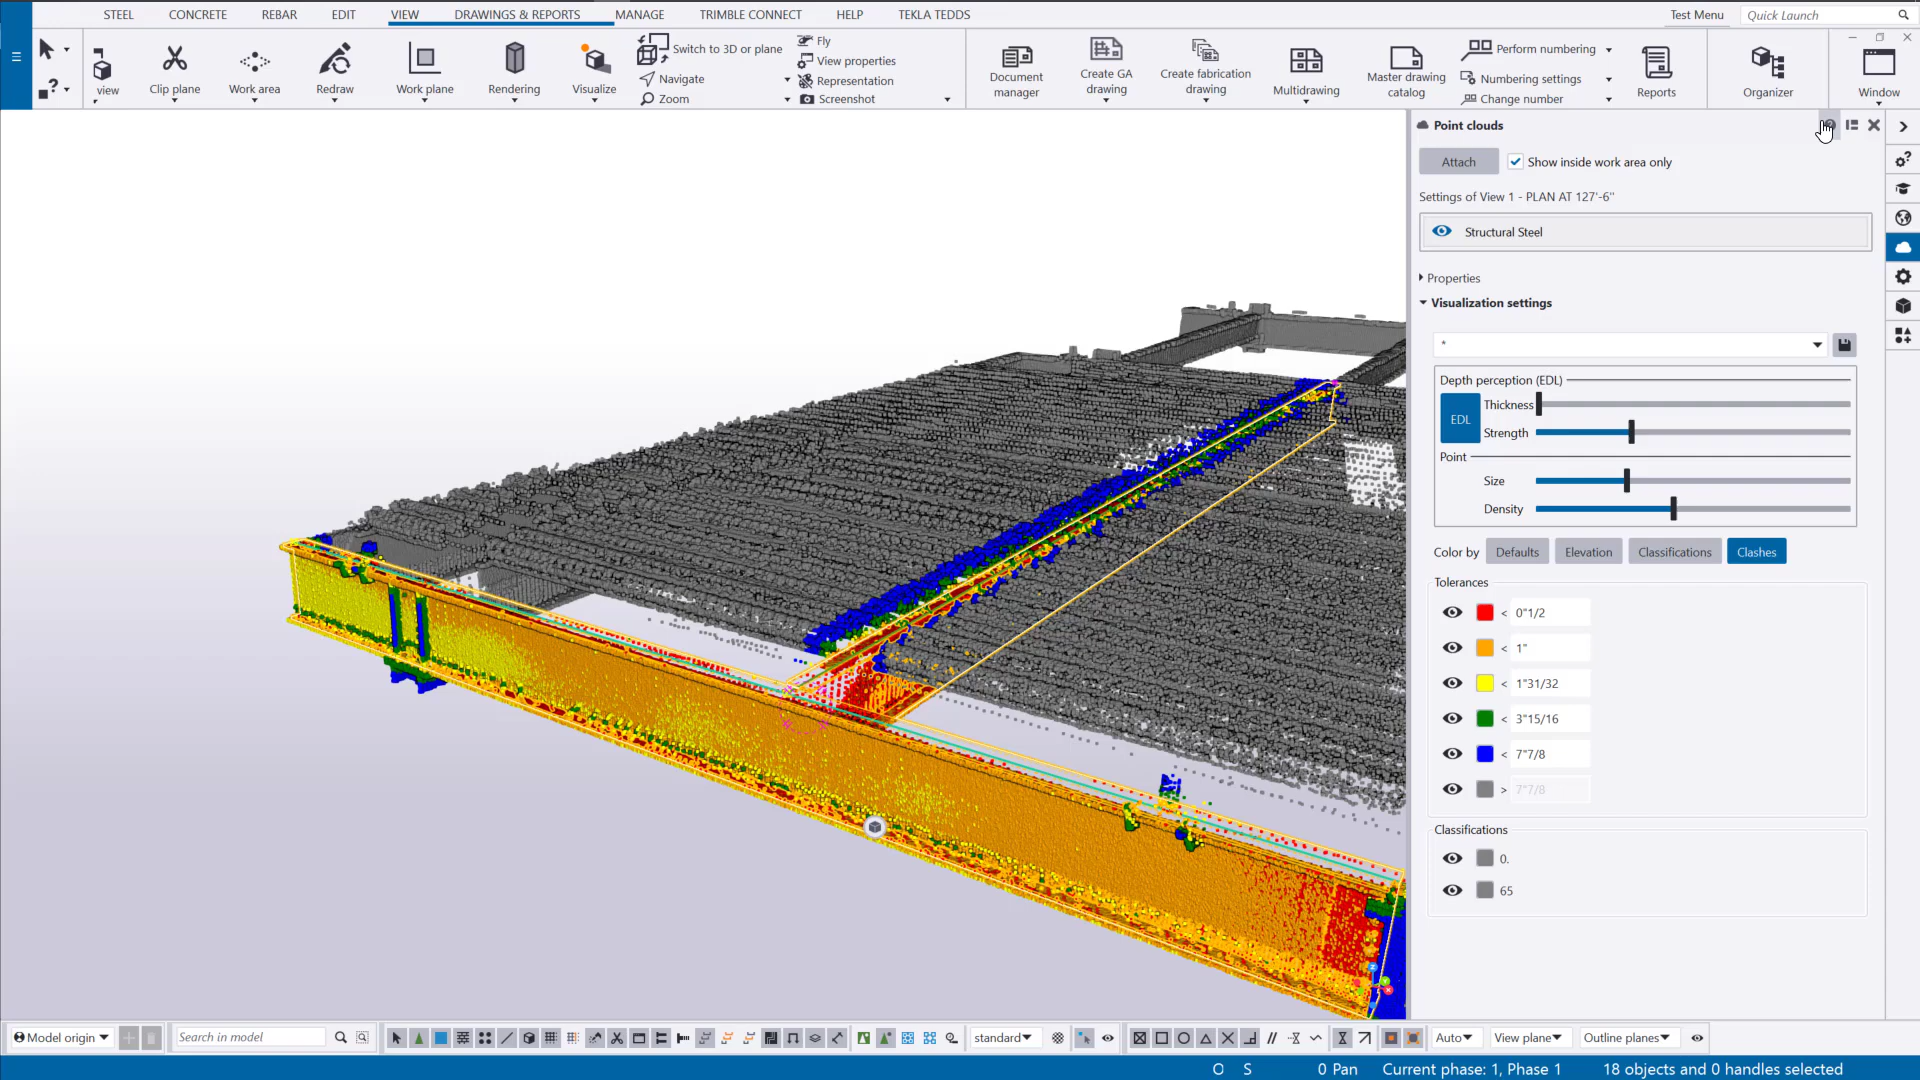 STEEL CONCRETE REBAR EDIT VIEW DRAWINGS & REPORTS MANAGE TRIMBLE CONNECT HELP TEKLA TEDDS Test Menu Quick Launch
view
Clip plane
Work area
Redraw
Work plane
Rendering
Visualize
Switch to 3D or plane
Navigate
Zoom
Fly
View properties
Representation
Screenshot
Document
manager
Create GA
drawing
Create fabrication
drawing
Multidrawing
Master drawing
catalog
Perform numbering
Numbering settings
Change number
Reports
Organizer
Window
Point clouds
Attach Show inside work area only
Settings of View 1 - PLAN AT 127'-6"
Structural Steel
Properties
Visualization settings
*
Depth perception (EDL)
EDL
Thickness
Strength
Point
Size
Density
Color by Defaults Elevation Classifications Clashes
Tolerances
< 0"1/2
< 1"
< 1"31/32
< 3"15/16
< 7"7/8
> 7"7/8
Classifications
0.
65
Model origin Search in model standard Auto View plane Outline planes
O S 0 Pan Current phase: 1, Phase 1 18 objects and 0 handles selected